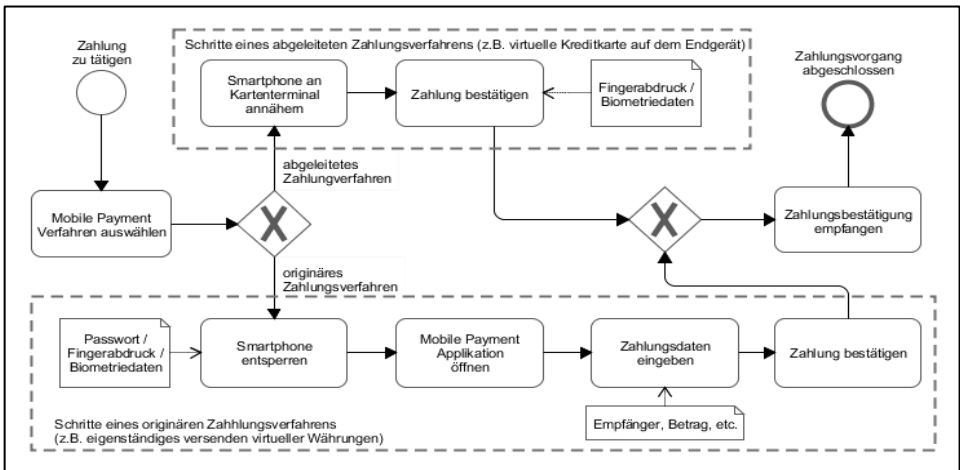 Zahlung
zu tätigen
Schritte eines abgeleiteten Zahlungsverfahrens (z.B. virtuelle Kreditkarte auf dem Endgerät)
Smartphone an
Kartenterminal
annähern
Zahlung bestätigen
Fingerabdruck /
Biometriedaten
Zahlungsvorgang
abgeschlossen
abgeleitetes
Zahlungverfahren
Mobile Payment
Verfahren auswählen
X
X
Zahlungsbestätigung
empfangen
originäres
Zahlungsverfahren
Passwort /
Fingerabdruck /
Biometriedaten
Smartphone
entsperren
Mobile Payment
Applikation
öffnen
Zahlungsdaten
eingeben
Zahlung bestätigen
Empfänger, Betrag, etc.
Schritte eines originären Zahhlungsverfahrens
(z.B. eigenständiges versenden virtueller Währungen)